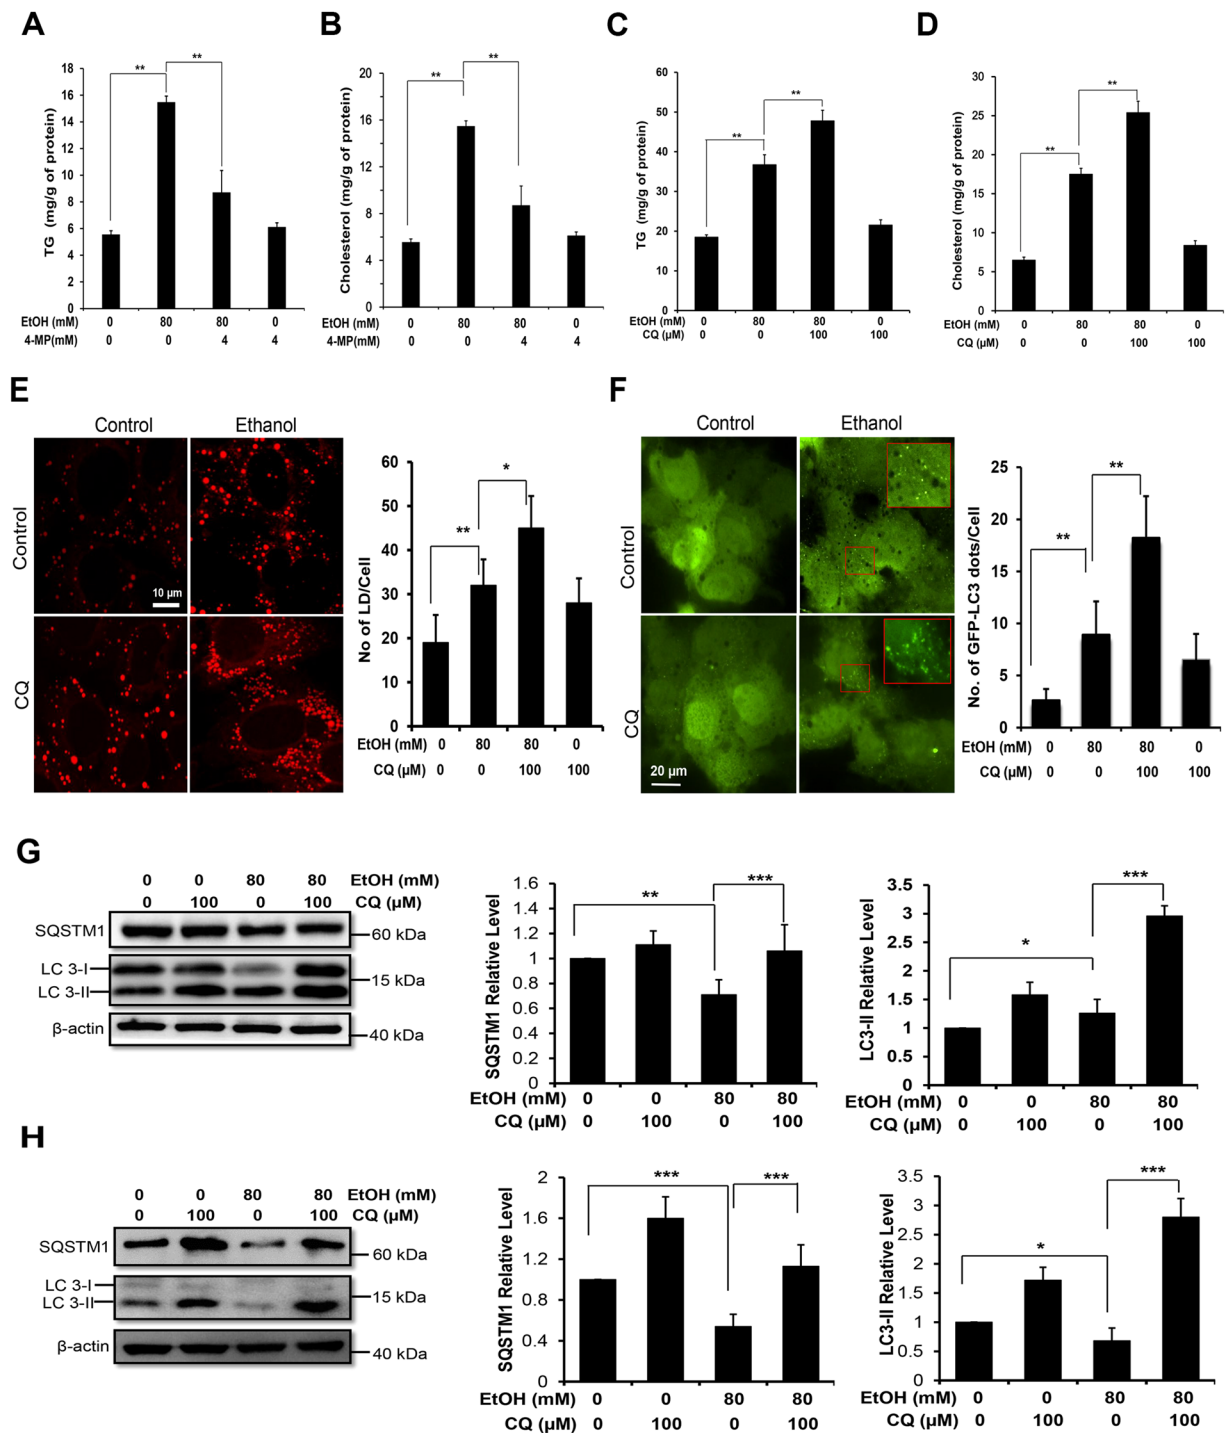 A
**
**
TG (mg/g of protein)
18
16
14
12
10
8
6
4
2
0
EtOH (mM) 0 80 80 0
4-MP(mM) 0 0 4 4
B
**
**
Cholesterol (mg/g of protein)
20
16
12
8
4
0
EtOH (mM) 0 80 80 0
4-MP(mM) 0 0 4 4
C
**
**
TG (mg/g of protein)
60
50
40
30
20
10
0
EtOH (mM) 0 80 80 0
CQ (µM) 0 0 100 100
D
**
**
Cholesterol (mg/g of protein)
30
25
20
15
10
5
0
EtOH (mM) 0 80 80 0
CQ (µM) 0 0 100 100
E
Control Ethanol
Control
CQ
10 µm
No of LD/Cell
60
50
40
30
20
10
0
**
*
EtOH (mM) 0 80 80 0
CQ (µM) 0 0 100 100
F
Control Ethanol
Control
CQ
20 µm
No. of GFP-LC3 dots/Cell
25
20
15
10
5
0
**
**
EtOH (mM) 0 80 80 0
CQ (µM) 0 0 100 100
G
0 0 80 80 EtOH (mM)
0 100 0 100 CQ (µM)
SQSTM1
60 kDa
LC 3-I
15 kDa
LC 3-II
β-actin
40 kDa
SQSTM1 Relative Level
1.6
1.4
1.2
1
0.8
0.6
0.4
0.2
0
**
***
EtOH (mM) 0 0 80 80
CQ (µM) 0 100 0 100
LC3-II Relative Level
3.5
3
2.5
2
1.5
1
0.5
0
*
***
EtOH (mM) 0 0 80 80
CQ (µM) 0 100 0 100
H
0 0 80 80 EtOH (mM)
0 100 0 100 CQ (µM)
SQSTM1
60 kDa
LC 3-I
15 kDa
LC 3-II
β-actin
40 kDa
SQSTM1 Relative Level
2
1.6
1.2
0.8
0.4
0
***
***
EtOH (mM) 0 0 80 80
CQ (µM) 0 100 0 100
LC3-II Relative Level
3.5
3
2.5
2
1.5
1
0.5
0
*
***
EtOH (mM) 0 0 80 80
CQ (µM) 0 100 0 100